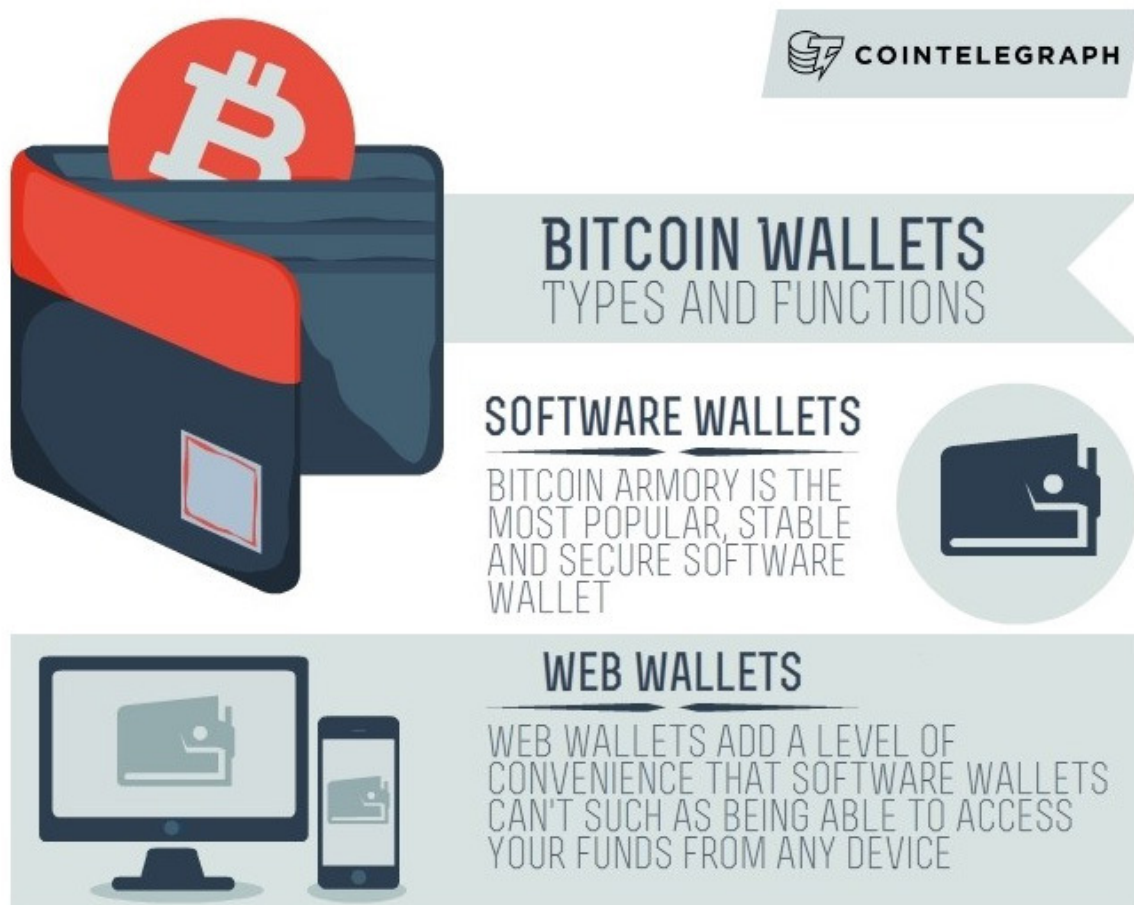 COINTELEGRAPH
BITCOIN WALLETS
TYPES AND FUNCTIONS
SOFTWARE WALLETS
BITCOIN ARMORY IS THE
MOST POPULAR, STABLE
AND SECURE SOFTWARE
WALLET
WEB WALLETS
WEB WALLETS ADD A LEVEL OF
CONVENIENCE THAT SOFTWARE WALLETS
CAN'T SUCH AS BEING ABLE TO ACCESS
YOUR FUNDS FROM ANY DEVICE